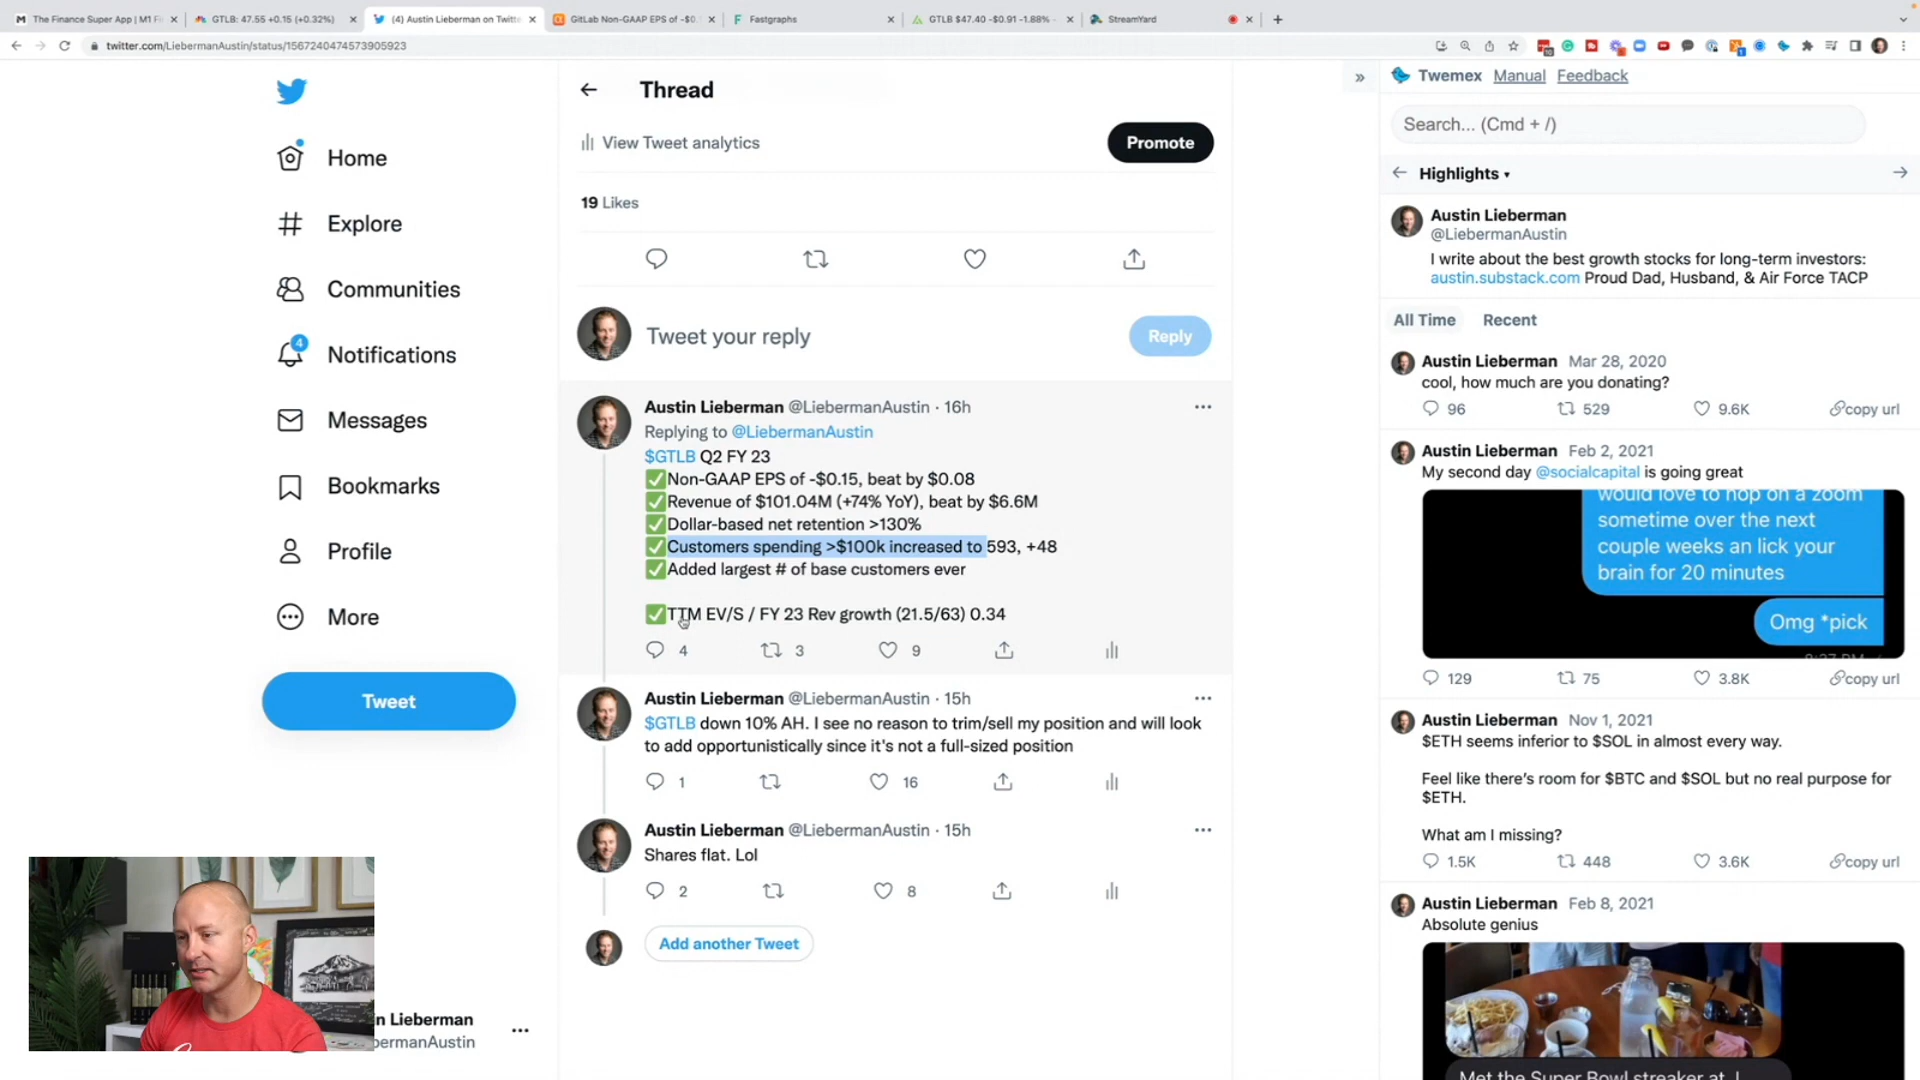 The Finance Super App | M1 Fi
GTLB: 47.55 +0.15 (+0.32%)
(4) Austin Lieberman on Twitte
GitLab Non-GAAP EPS of -$0.
Fastgraphs
GTLB $47.40 -$0.91 -1.88% -
StreamYard
twitter.com/LiebermanAustin/status/1567240474573905923
Home
Explore
Communities
4
Notifications
Messages
Bookmarks
Profile
More
Tweet
n Lieberman
bermanAustin
Thread
View Tweet analytics
Promote
19 Likes
Tweet your reply
Reply
Austin Lieberman @LiebermanAustin · 16h
Replying to @LiebermanAustin
$GTLB Q2 FY 23
✅Non-GAAP EPS of -$0.15, beat by $0.08
✅Revenue of $101.04M (+74% YoY), beat by $6.6M
✅Dollar-based net retention >130%
✅Customers spending >$100k increased to 593, +48
✅Added largest # of base customers ever
✅TTM EV/S / FY 23 Rev growth (21.5/63) 0.34
4 3 9
Austin Lieberman @LiebermanAustin · 15h
$GTLB down 10% AH. I see no reason to trim/sell my position and will look
to add opportunistically since it's not a full-sized position
1 16
Austin Lieberman @LiebermanAustin · 15h
Shares flat. Lol
2 8
Add another Tweet
Twemex Manual Feedback
Search... (Cmd + /)
Highlights
Austin Lieberman
@LiebermanAustin
I write about the best growth stocks for long-term investors:
austin.substack.com Proud Dad, Husband, & Air Force TACP
All Time Recent
Austin Lieberman Mar 28, 2020
cool, how much are you donating?
96 529 9.6K copy url
Austin Lieberman Feb 2, 2021
My second day @socialcapital is going great
would love to hop on a zoom
sometime over the next
couple weeks an lick your
brain for 20 minutes
Omg *pick
129 75 3.8K copy url
Austin Lieberman Nov 1, 2021
$ETH seems inferior to $SOL in almost every way.
Feel like there's room for $BTC and $SOL but no real purpose for
$ETH.
What am I missing?
1.5K 448 3.6K copy url
Austin Lieberman Feb 8, 2021
Absolute genius
Met the Super Bowl streaker at